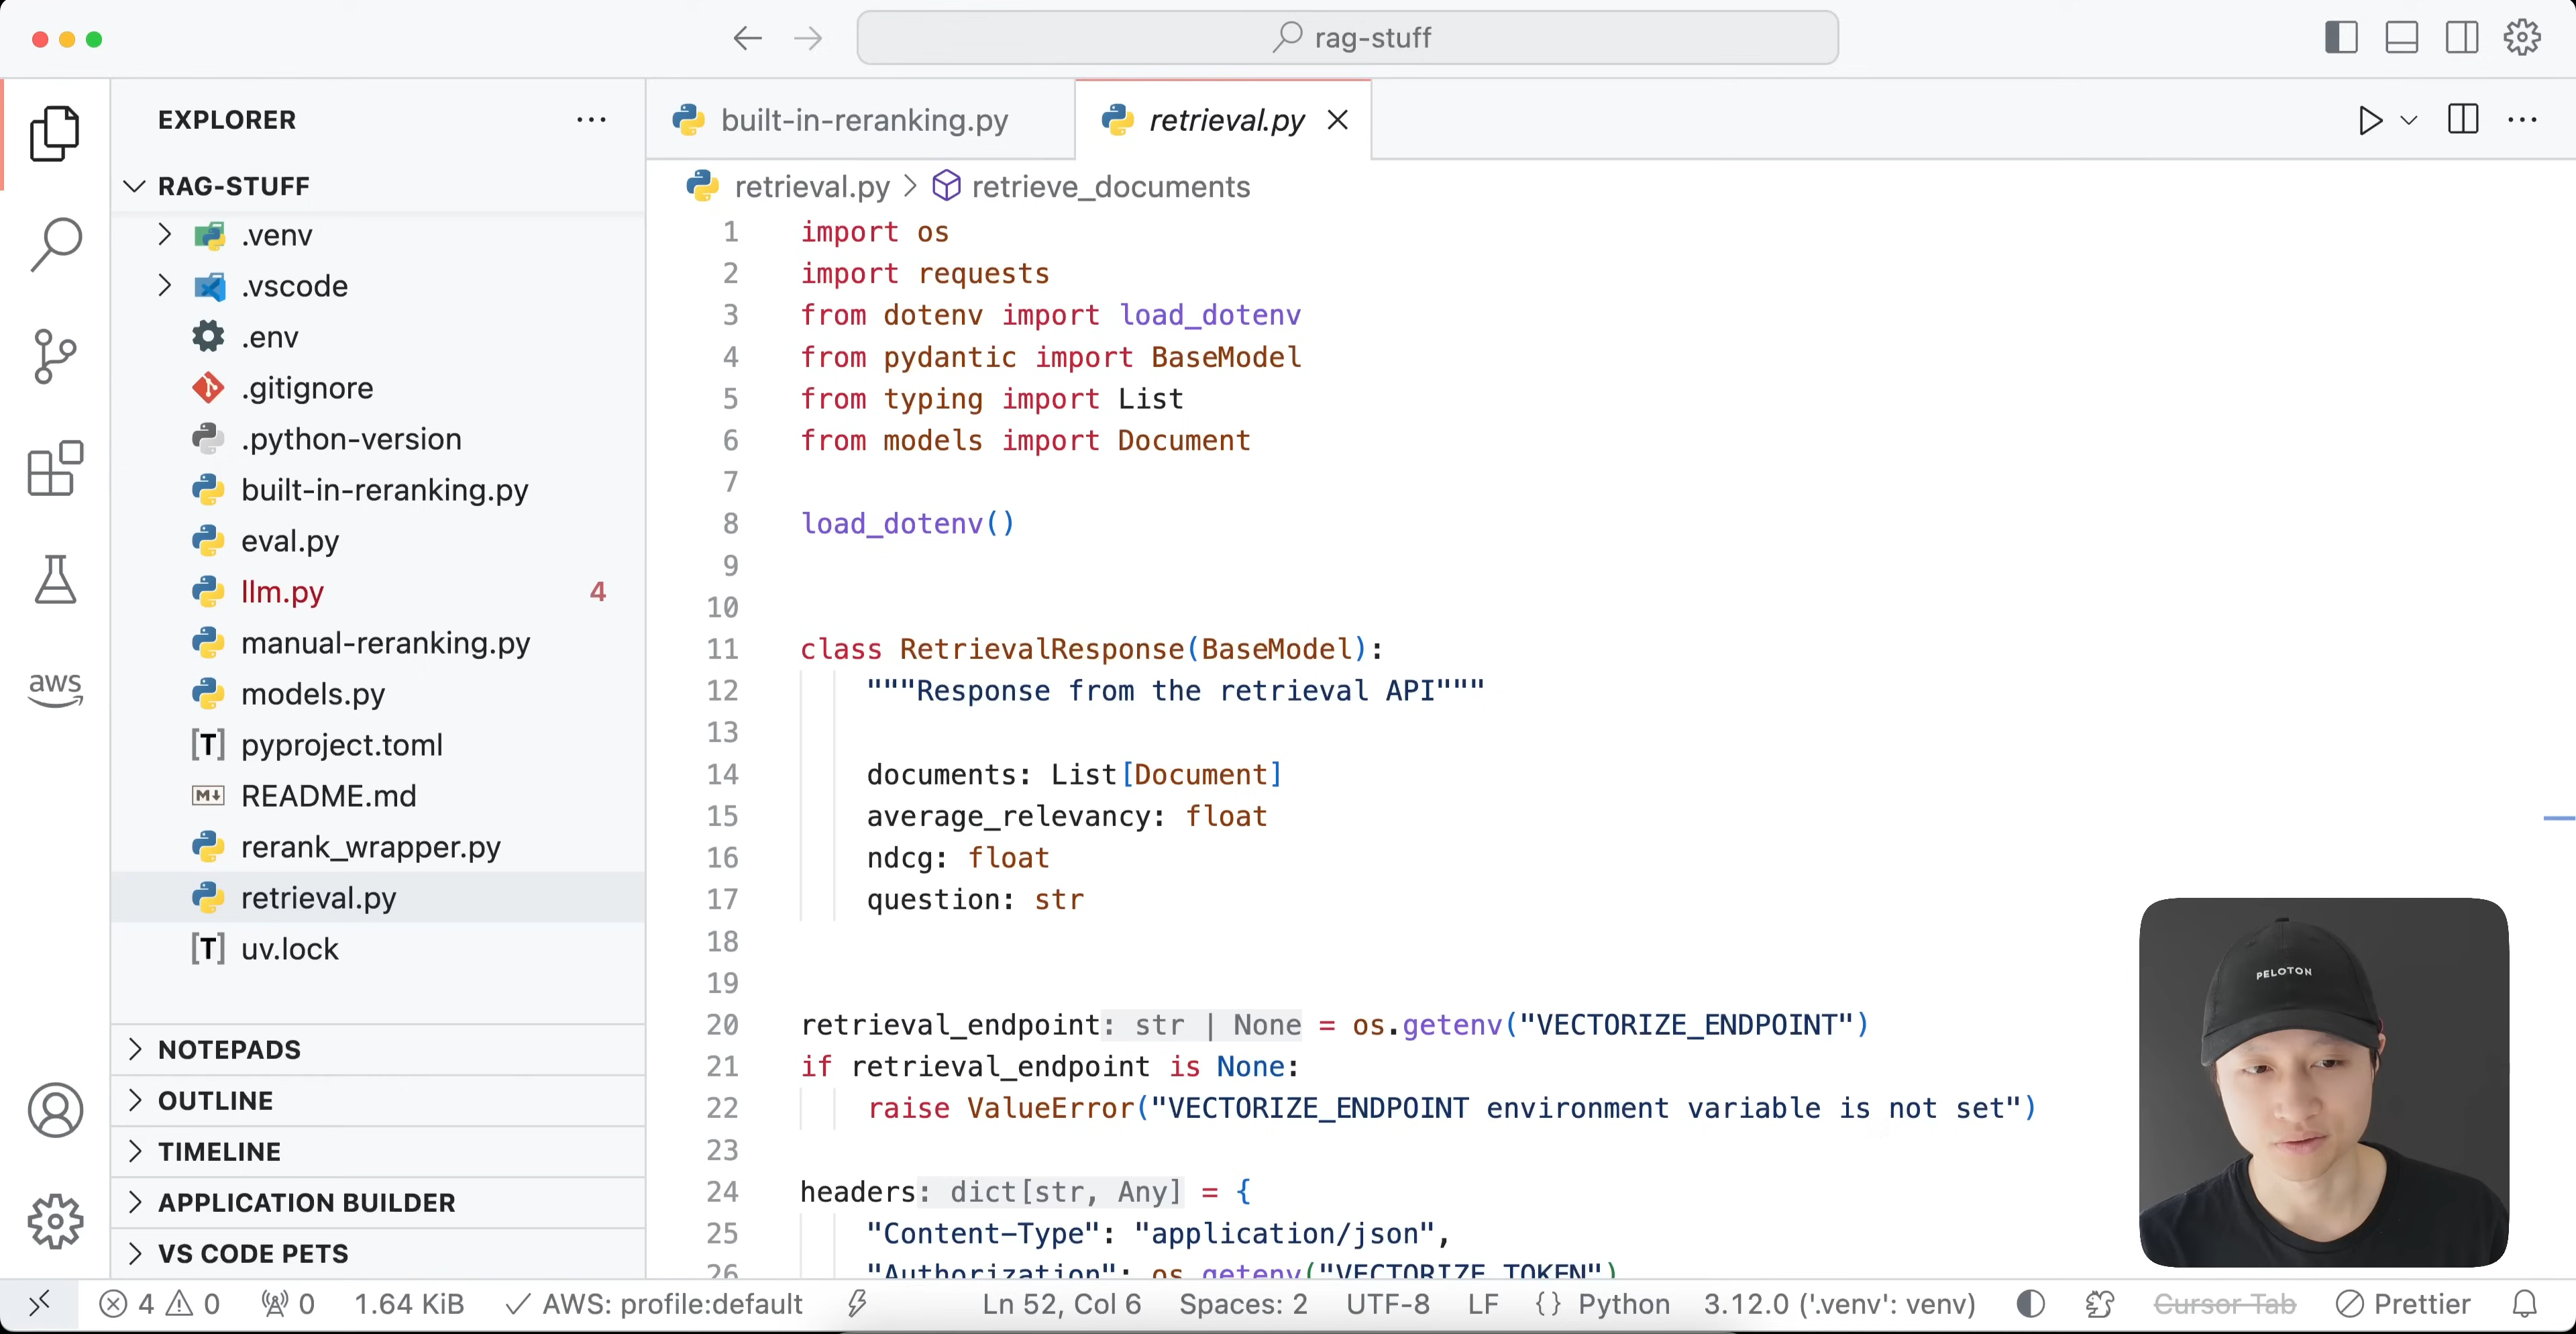 rag-stuff
EXPLORER
RAG-STUFF
.venv
.vscode
.env
.gitignore
.python-version
built-in-reranking.py
eval.py
llm.py 4
manual-reranking.py
models.py
[T] pyproject.toml
M↓ README.md
rerank_wrapper.py
retrieval.py
[T] uv.lock
NOTEPADS
OUTLINE
TIMELINE
APPLICATION BUILDER
VS CODE PETS
aws
built-in-reranking.py
retrieval.py
retrieval.py > retrieve_documents
1 import os
2 import requests
3 from dotenv import load_dotenv
4 from pydantic import BaseModel
5 from typing import List
6 from models import Document
7
8 load_dotenv()
9
10
11 class RetrievalResponse(BaseModel):
12 """Response from the retrieval API"""
13
14 documents: List[Document]
15 average_relevancy: float
16 ndcg: float
17 question: str
18
19
20 retrieval_endpoint: str | None = os.getenv("VECTORIZE_ENDPOINT")
21 if retrieval_endpoint is None:
22 raise ValueError("VECTORIZE_ENDPOINT environment variable is not set")
23
24 headers: dict[str, Any] = {
25 "Content-Type": "application/json",
26 "Authorization": os.getenv("VECTORIZE_TOKEN")
PELOTON
4 0 0 1.64 KiB AWS: profile:default Ln 52, Col 6 Spaces: 2 UTF-8 LF {} Python 3.12.0 ('.venv': venv) Cursor Tab Prettier